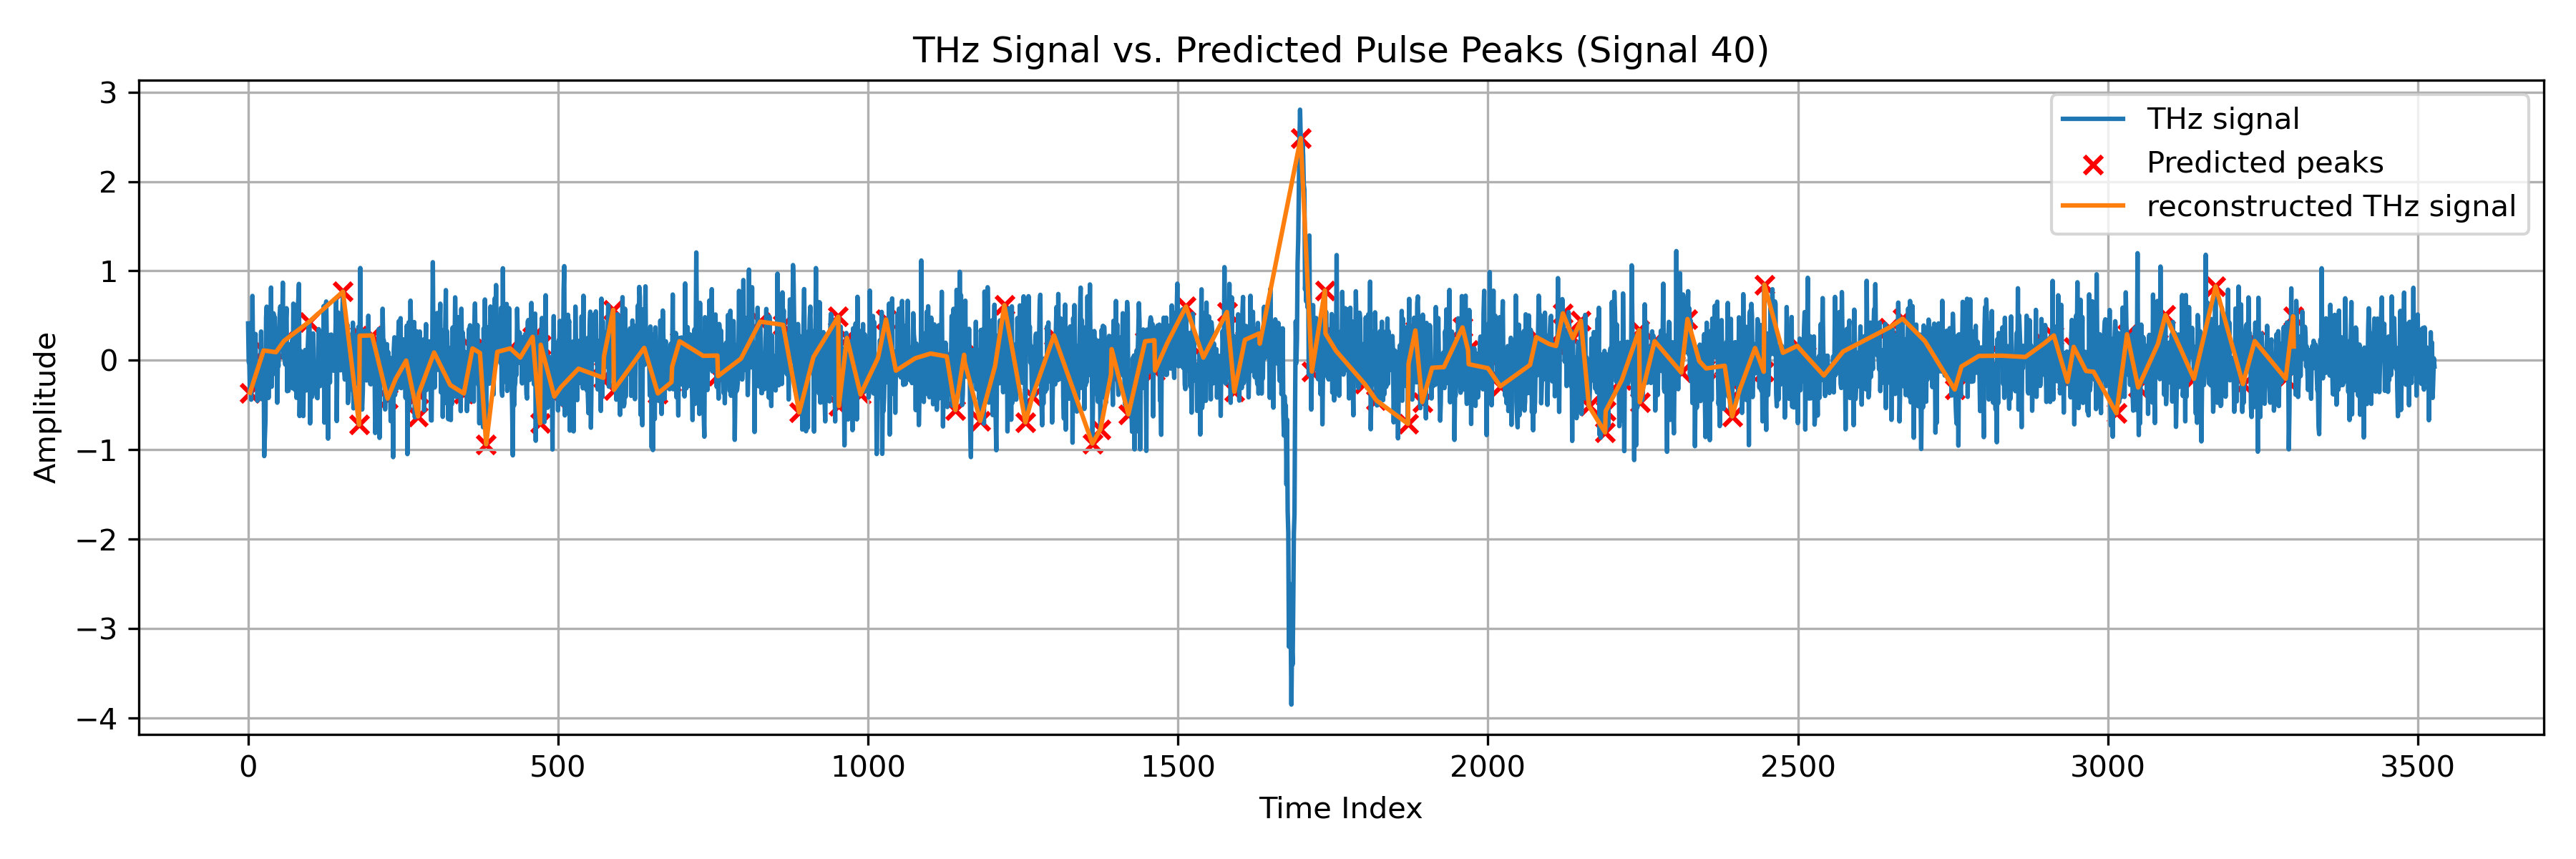 THz Signal vs. Predicted Pulse Peaks (Signal 40)
THz signal
Predicted peaks
reconstructed THz signal
Amplitude
3
2
1
0
−1
−2
−3
−4
0 500 1000 1500 2000 2500 3000 3500
Time Index